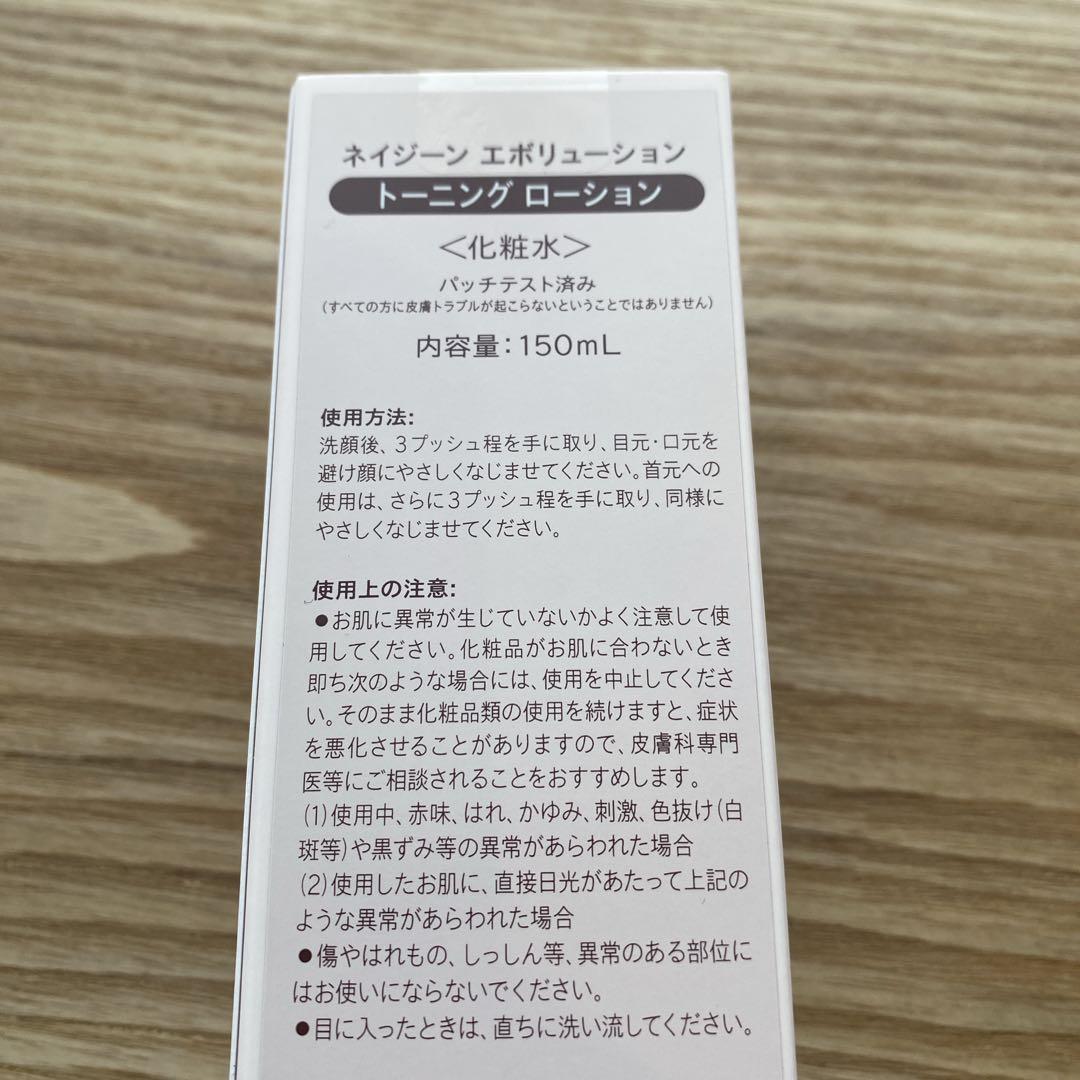 ネイジーン エボリューション
トーニング ローション
＜化粧水＞
パッチテスト済み
（すべての方に皮膚トラブルが起こらないということではありません）
内容量：150mL
使用方法：
洗顔後、3プッシュ程を手に取り、目元・口元を
避け顔にやさしくなじませてください。首元への
使用は、さらに3プッシュ程を手に取り、同様に
やさしくなじませてください。
使用上の注意：
●お肌に異常が生じていないかよく注意して使
用してください。化粧品がお肌に合わないとき
即ち次のような場合には、使用を中止してくださ
い。そのまま化粧品類の使用を続けますと、症状
を悪化させることがありますので、皮膚科専門
医等にご相談されることをおすすめします。
(1)使用中、赤味、はれ、かゆみ、刺激、色抜け(白
斑等)や黒ずみ等の異常があらわれた場合
(2)使用したお肌に、直接日光があたって上記の
ような異常があらわれた場合
●傷やはれもの、しっしん等、異常のある部位に
はお使いにならないでください。
●目に入ったときは、直ちに洗い流してください。